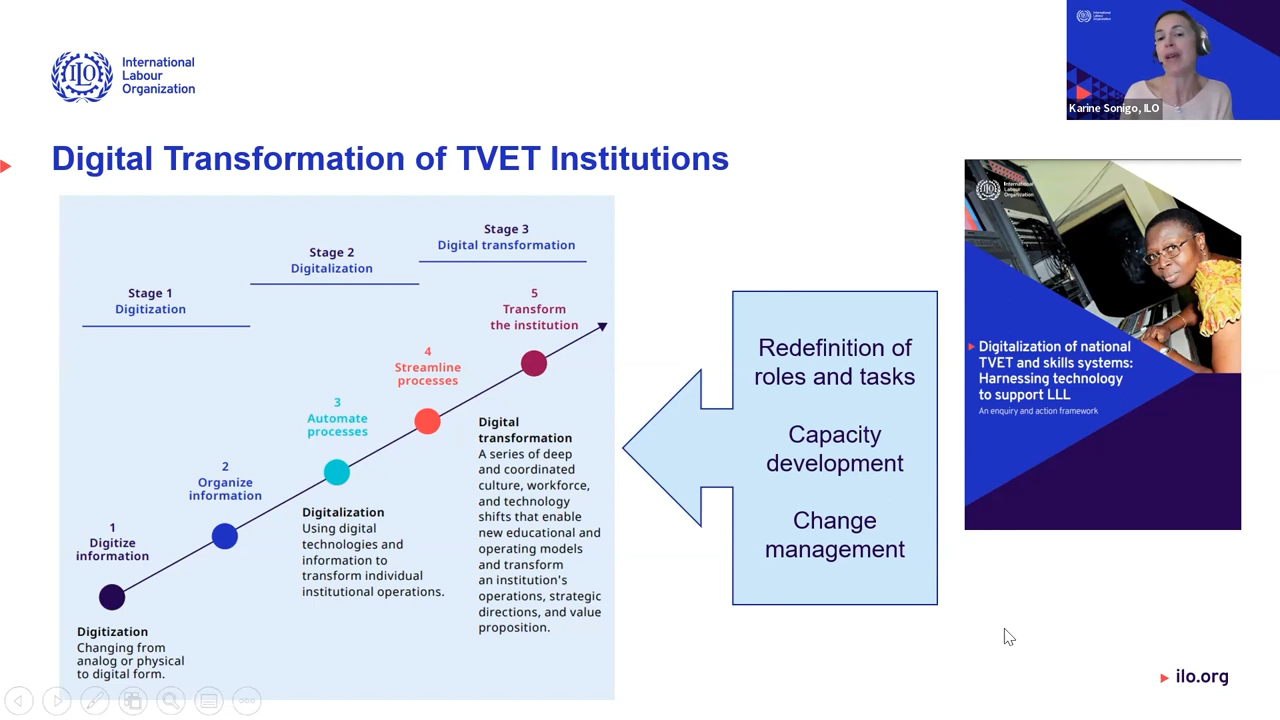 International
Labour
Organization
Karine Sonigo, ILO
Digital Transformation of TVET Institutions
Stage 1
Digitization
Stage 2
Digitalization
Stage 3
Digital transformation
1
Digitize
information
2
Organize
information
3
Automate
processes
4
Streamline
processes
5
Transform
the institution
Digitization
Changing from
analog or physical
to digital form.
Digitalization
Using digital
technologies and
information to
transform individual
institutional operations.
Digital
transformation
A series of deep
and coordinated
culture, workforce,
and technology
shifts that enable
new educational and
operating models
and transform
an institution's
operations, strategic
directions, and value
proposition.
Redefinition of
roles and tasks
Capacity
development
Change
management
International
Labour
Organization
Digitalization of national
TVET and skills systems:
Harnessing technology
to support LLL
An enquiry and action framework
ilo.org